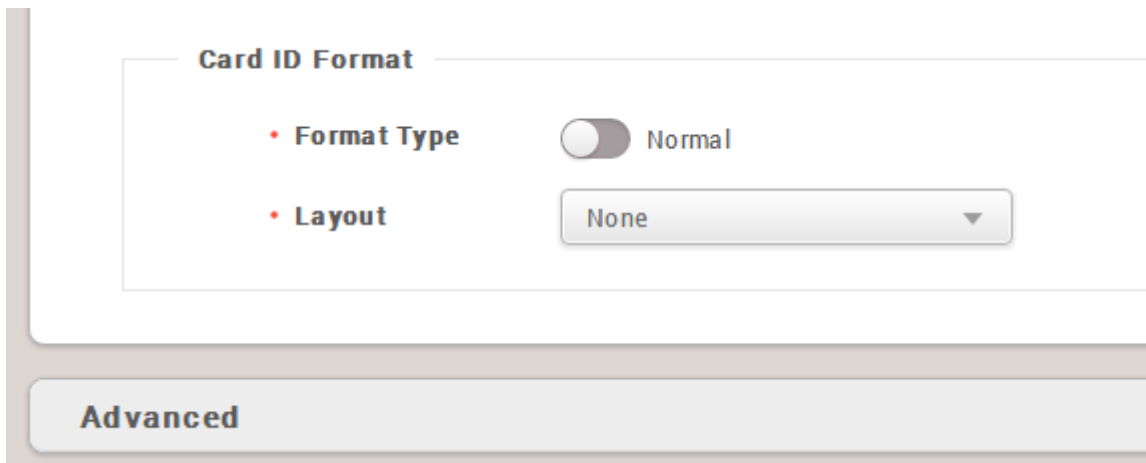 Card ID Format
• Format Type Normal
• Layout None
Advanced